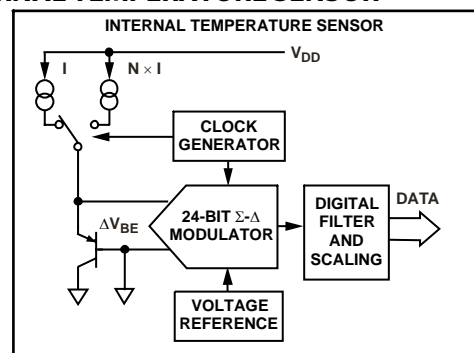 INTERNAL TEMPERATURE SENSOR
V_DD
I
N × I
CLOCK
GENERATOR
ΔV_BE
24-BIT Σ-Δ
MODULATOR
DIGITAL
FILTER
AND
SCALING
DATA
VOLTAGE
REFERENCE